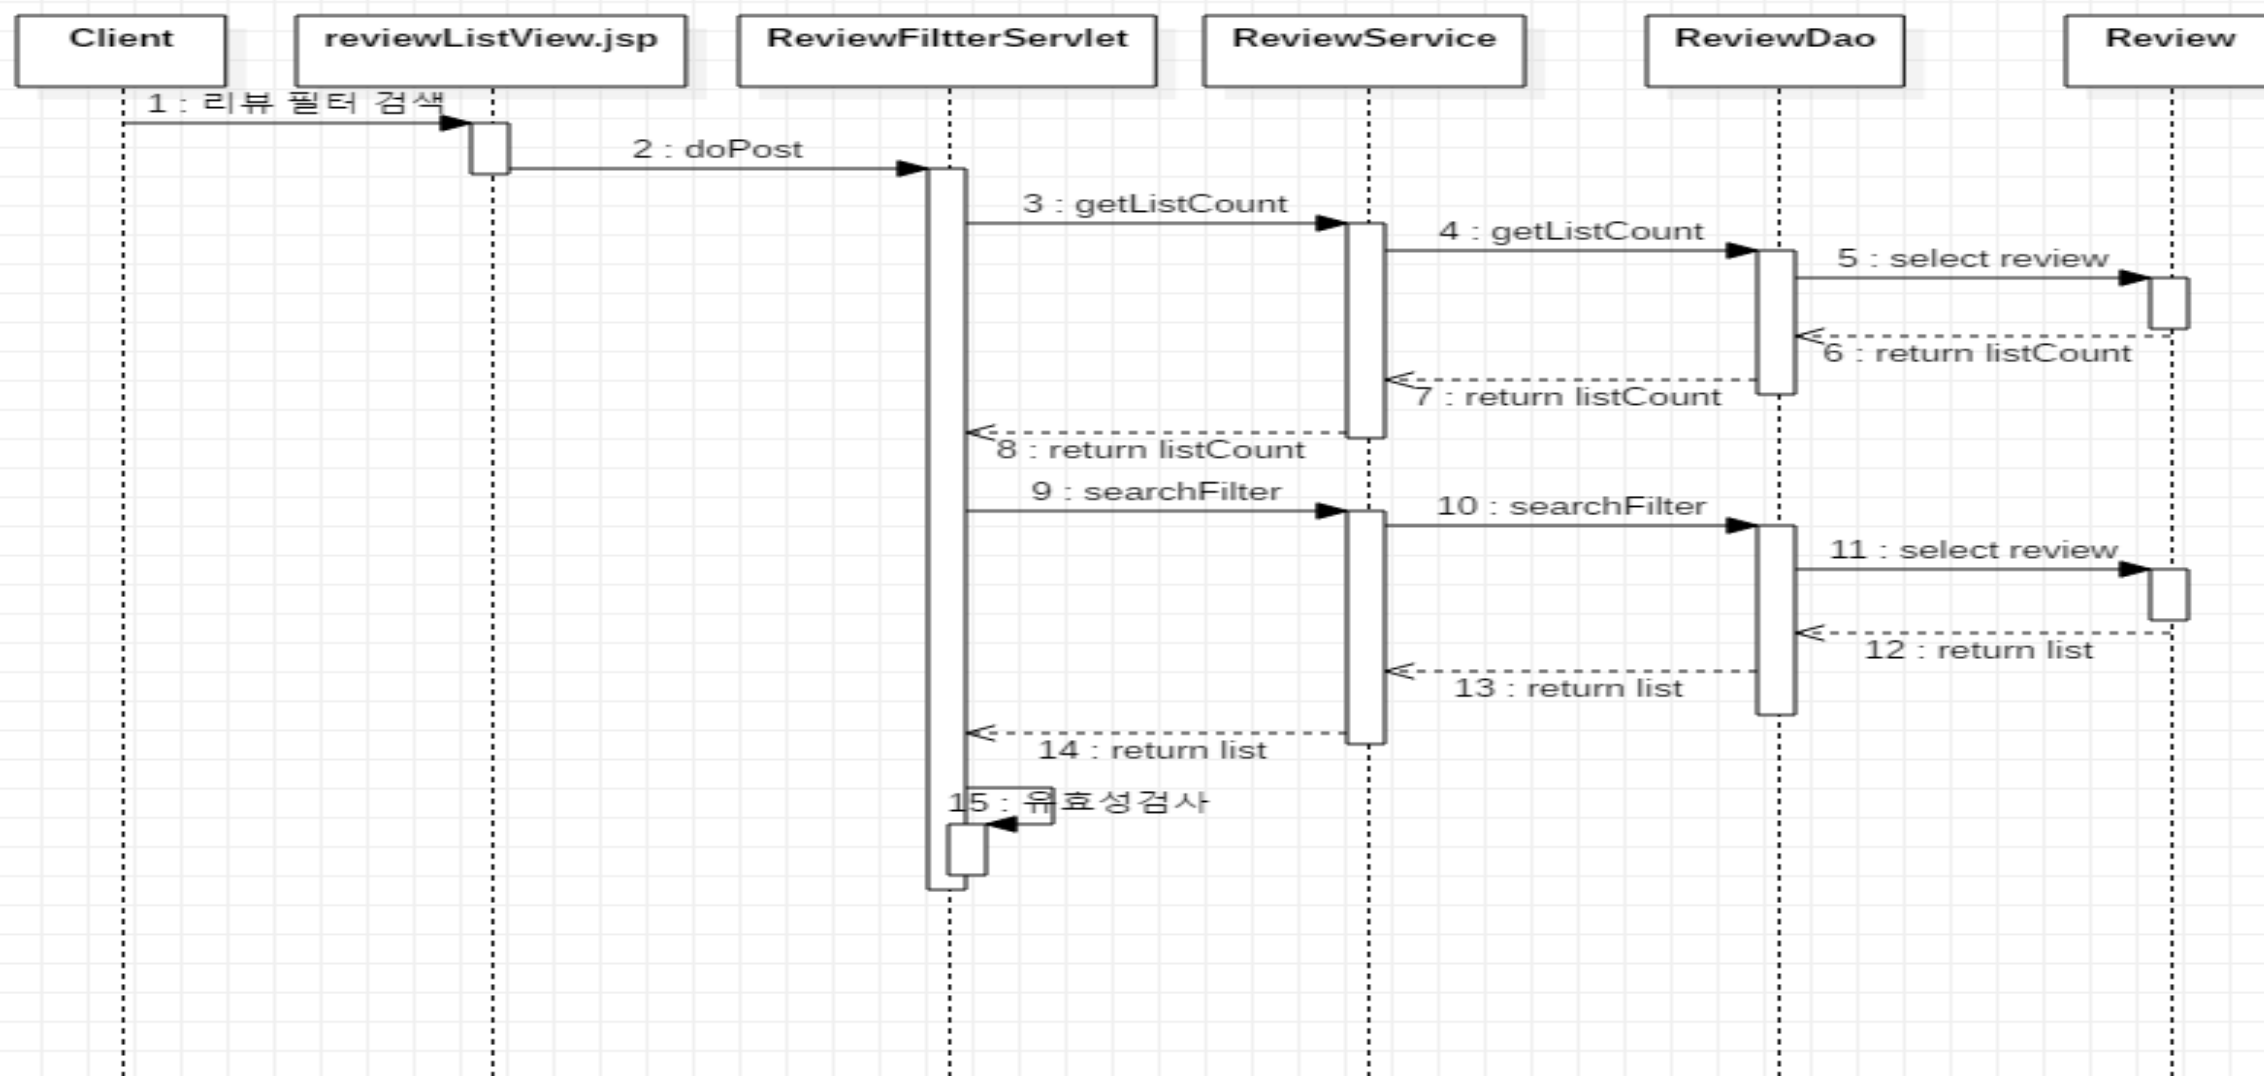 Client
reviewListView.jsp
ReviewFiltterServlet
ReviewService
ReviewDao
Review
1 : 리뷰 필터 검색
2 : doPost
3 : getListCount
4 : getListCount
5 : select review
6 : return listCount
7 : return listCount
8 : return listCount
9 : searchFilter
10 : searchFilter
11 : select review
12 : return list
13 : return list
14 : return list
15 :유효성검사